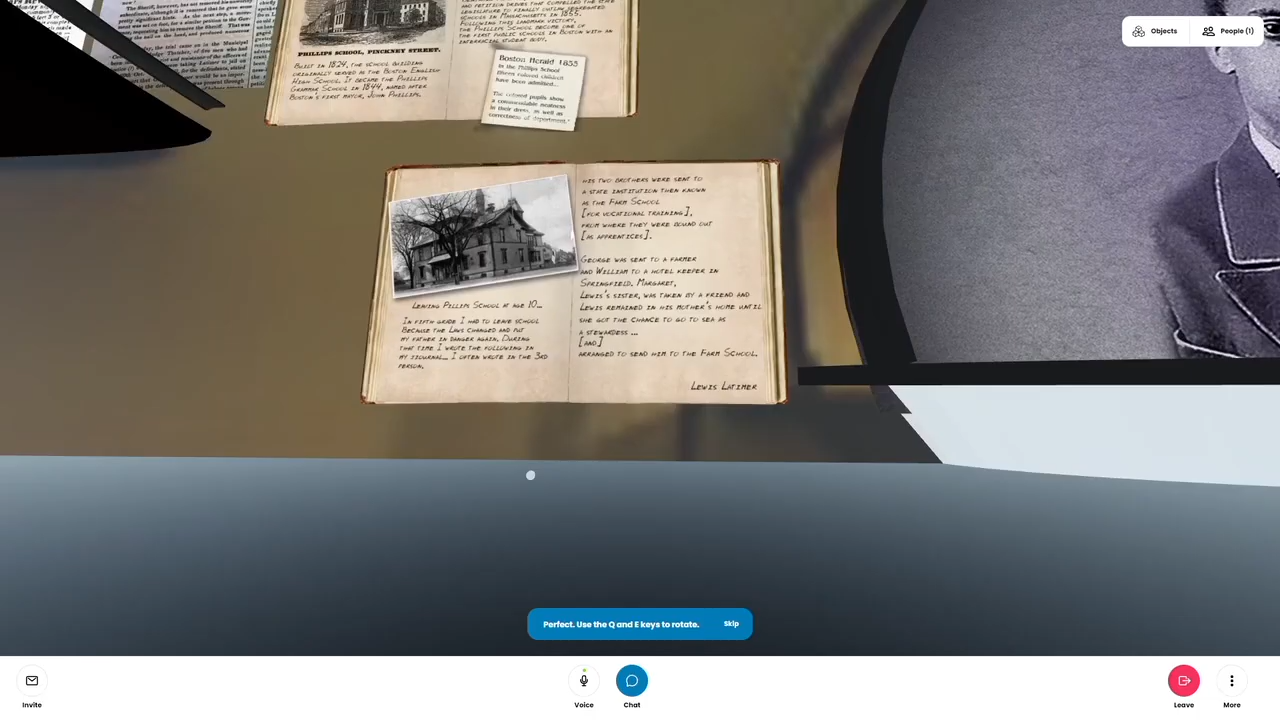 Objects
People (1)
PHILLIPS SCHOOL, PINCKNEY STREET.
BUILT IN 1824, THE SCHOOL BUILDING
ORIGINALLY SERVED AS THE BOSTON ENGLISH
HIGH SCHOOL. IT BECAME THE PHILLIPS
GRAMMAR SCHOOL IN 1844, NAMED AFTER
BOSTON'S FIRST MAYOR, JOHN PHILLIPS.
SCHOOLS IN MASSACHUSETTS IN 1855.
FOLLOWING THIS LANDMARK VICTORY,
THE PHILLIPS SCHOOL BECAME ONE OF
THE FIRST PUBLIC SCHOOLS IN BOSTON WITH AN
INTERRACIAL STUDENT BODY.
Boston Herald 1855
in the Phillips School
fifteen colored children
have been admitted...
The colored pupils show
a commendable neatness
in their dress, as well as
correctness of deportment."
LEAVING PILLIPS SCHOOL AT AGE 10...
IN FIFTH GRADE I HAD TO LEAVE SCHOOL
BECAUSE THE LAWS CHANGED AND PUT
MY FATHER IN DANGER AGAIN. DURING
THAT TIME I WROTE THE FOLLOWING IN
MY JOURNAL... I OFTEN WROTE IN THE 3RD
PERSON.
HIS TWO BROTHERS WERE SENT TO
A STATE INSTITUTION THEN KNOWN
AS THE FARM SCHOOL
[FOR VOCATIONAL TRAINING],
FROM WHERE THEY WERE BOUND OUT
[AS APPRENTICES].
GEORGE WAS SENT TO A FARMER
AND WILLIAM TO A HOTEL KEEPER IN
SPRINGFIELD. MARGARET,
LEWIS'S SISTER, WAS TAKEN BY A FRIEND AND
LEWIS REMAINED IN HIS MOTHER'S HOME UNTIL
SHE GOT THE CHANCE TO GO TO SEA AS
A STEWARDESS ...
[AND]
ARRANGED TO SEND HIM TO THE FARM SCHOOL.
LEWIS LATIMER
Perfect. Use the Q and E keys to rotate.
Skip
Invite
Voice
Chat
Leave
More